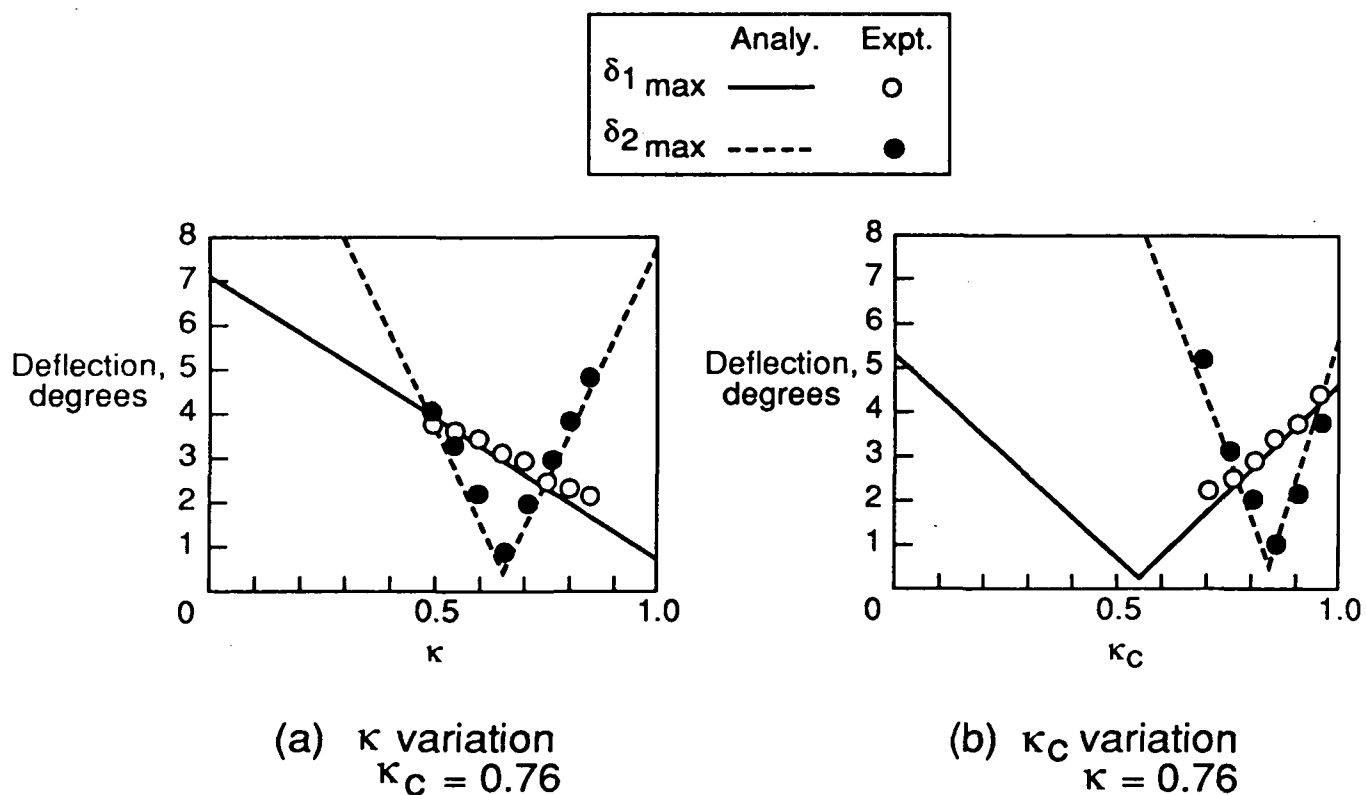 Analy. Expt.
δ1 max
δ2 max
8
7
6
5
4
3
2
1
0
0.5
1.0
Deflection,
degrees
κ
(a) κ variation
κC = 0.76
8
7
6
5
4
3
2
1
0
0.5
1.0
Deflection,
degrees
κC
(b) κC variation
κ = 0.76